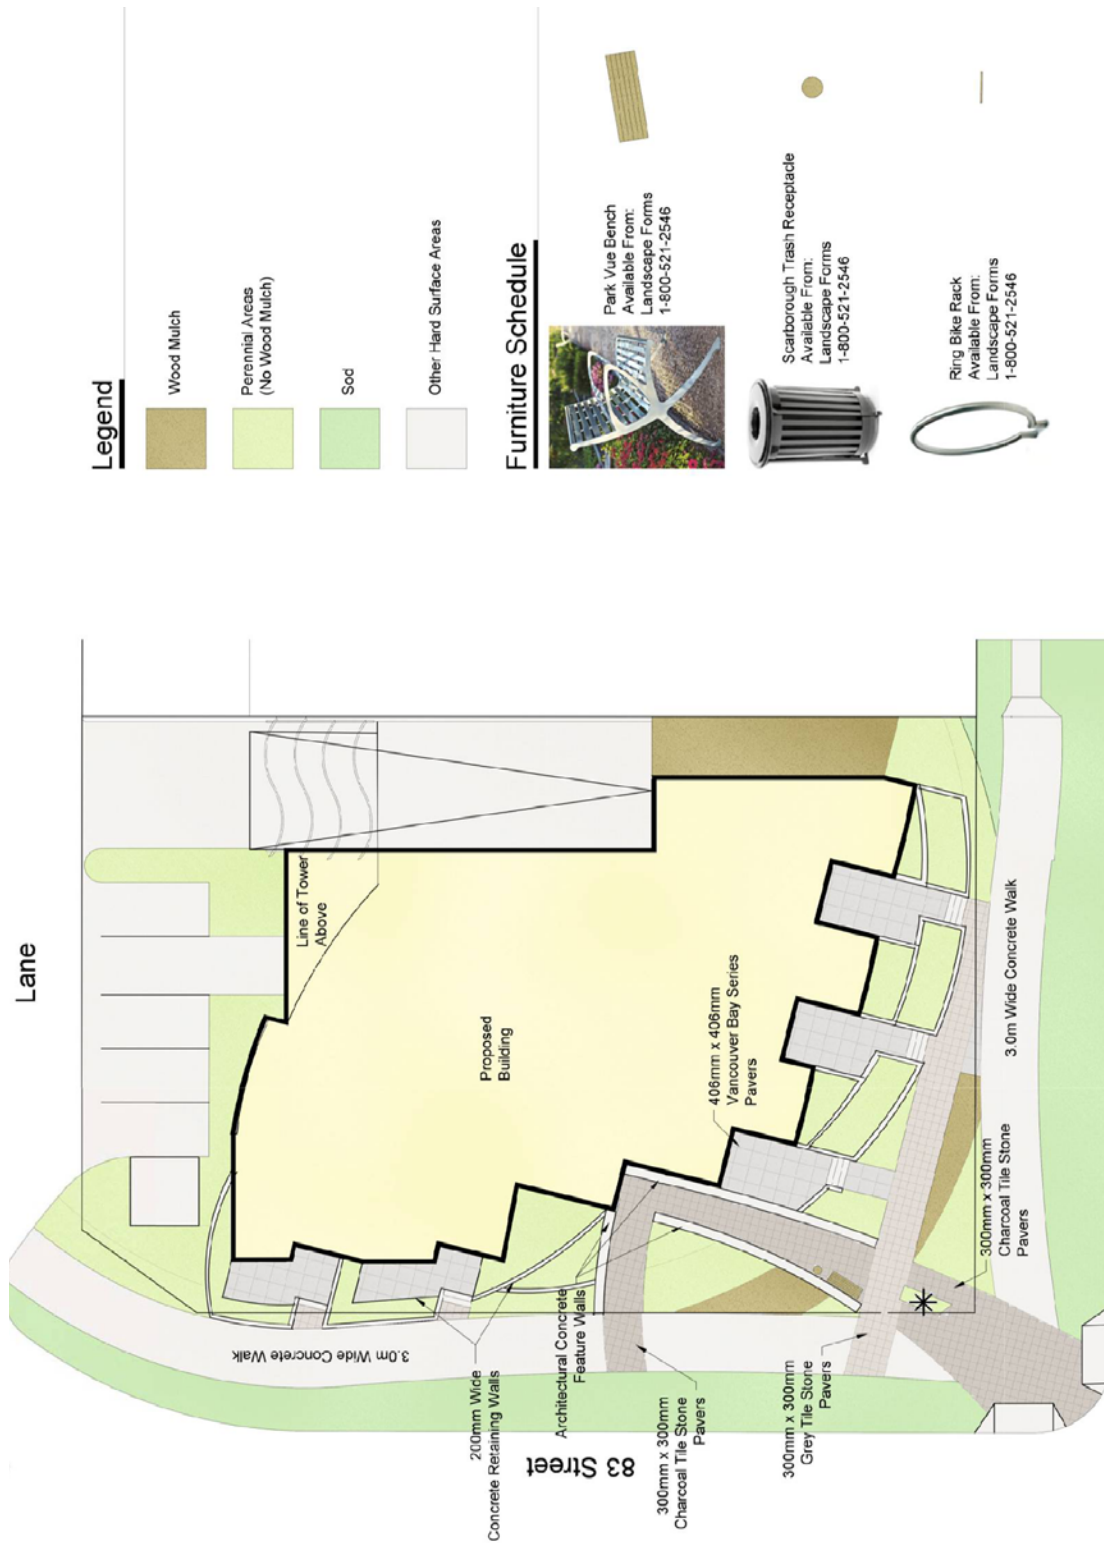 Legend
Wood Mulch
Perennial Areas
(No Wood Mulch)
Sod
Other Hard Surface Areas
Furniture Schedule
Park Vue Bench
Available From:
Landscape Forms
1-800-521-2546
Scarborough Trash Receptacle
Available From:
Landscape Forms
1-800-521-2546
Ring Bike Rack
Available From:
Landscape Forms
1-800-521-2546
Lane
Line of Tower
Above
Proposed
Building
406mm x 406mm
Vancouver Bay Series
Pavers
3.0m Wide Concrete Walk
300mm x 300mm
Charcoal Tile Stone
Pavers
3.0m Wide Concrete Walk
200mm Wide
Concrete Retaining Walls
Architectural Concrete
Feature Walls
300mm x 300mm
Charcoal Tile Stone
Pavers
300mm x 300mm
Grey Tile Stone
Pavers
83 Street